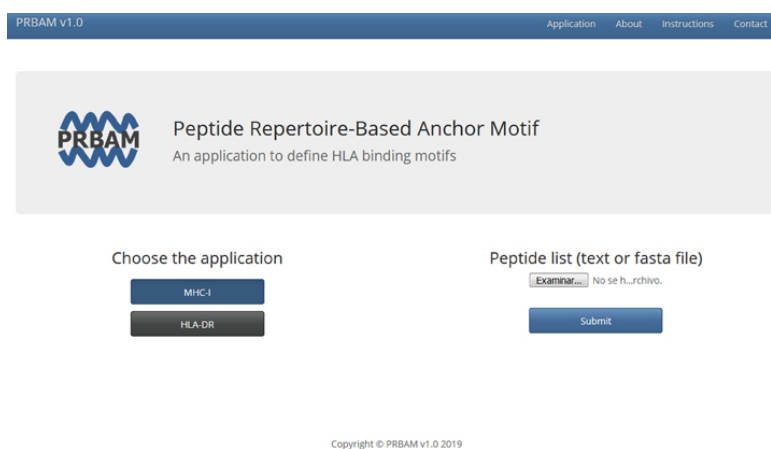 PRBAM v1.0 Application About Instructions Contact
PRBAM
Peptide Repertoire-Based Anchor Motif
An application to define HLA binding motifs
Choose the application
MHC-I
HLA-DR
Peptide list (text or fasta file)
Examinar... No se h...rchivo.
Submit
Copyright © PRBAM v1.0 2019